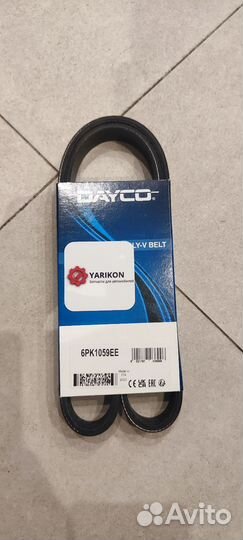 DAYCO
LY-V BELT
YARIKON
Запчасти для автомобилей
6PK1059EE
Avito